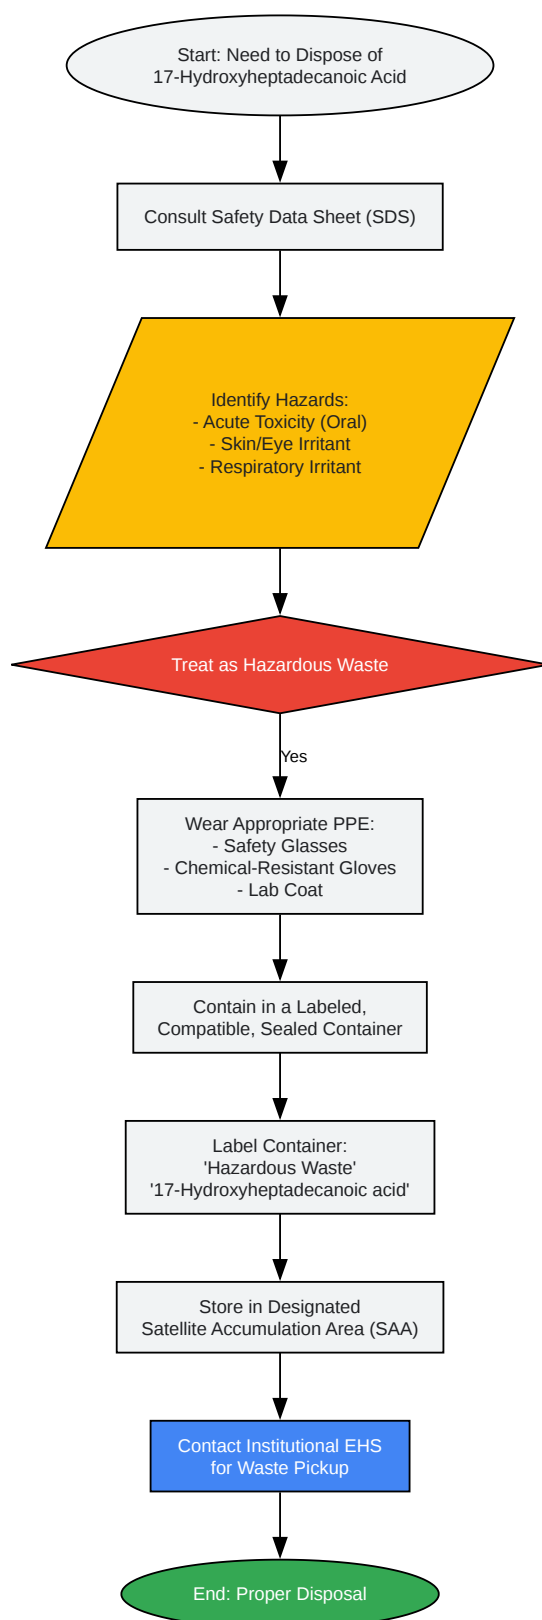 Start: Need to Dispose of
17-Hydroxyheptadecanoic Acid
Consult Safety Data Sheet (SDS)
Identify Hazards:
- Acute Toxicity (Oral)
- Skin/Eye Irritant
- Respiratory Irritant
Treat as Hazardous Waste
Yes
Wear Appropriate PPE:
- Safety Glasses
- Chemical-Resistant Gloves
- Lab Coat
Contain in a Labeled,
Compatible, Sealed Container
Label Container:
'Hazardous Waste'
'17-Hydroxyheptadecanoic acid'
Store in Designated
Satellite Accumulation Area (SAA)
Contact Institutional EHS
for Waste Pickup
End: Proper Disposal